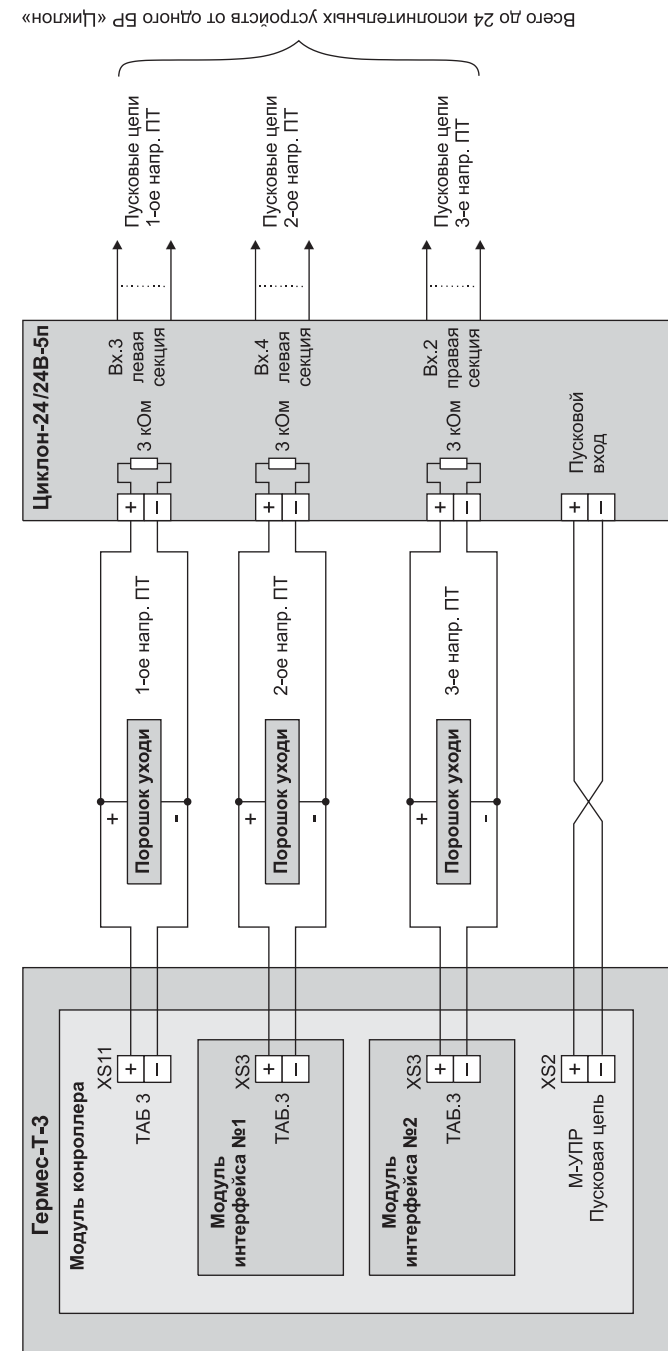 Гермес-Т-3
Модуль конроллера
XS11
+
−
ТАБ 3
Модуль
интерфейса №1
XS3
+
−
ТАБ.3
Модуль
интерфейса №2
XS3
+
−
ТАБ.3
М-УПР
Пусковая цепь
XS2
+
−
+
Порошок уходи
-
1-ое напр. ПТ
+
Порошок уходи
-
2-ое напр. ПТ
+
Порошок уходи
-
3-е напр. ПТ
Циклон-24/24В-5п
+
−
3 кОм
Вх.3
левая
секция
+
−
3 кОм
Вх.4
левая
секция
+
−
3 кОм
Вх.2
правая
секция
+
−
Пусковой
вход
Пусковые цепи
1-ое напр. ПТ
Пусковые цепи
2-ое напр. ПТ
Пусковые цепи
3-е напр. ПТ
Всего до 24 исполнительных устройств от одного БР «Циклон»